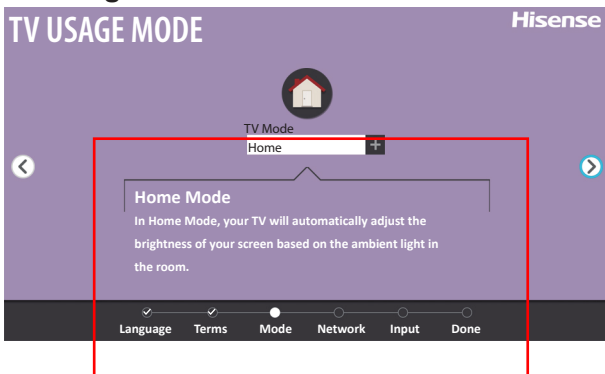 TV USAGE MODE
Hisense
TV Mode
Home
Home Mode
In Home Mode, your TV will automatically adjust the
brightness of your screen based on the ambient light in
the room.
Language Terms Mode Network Input Done